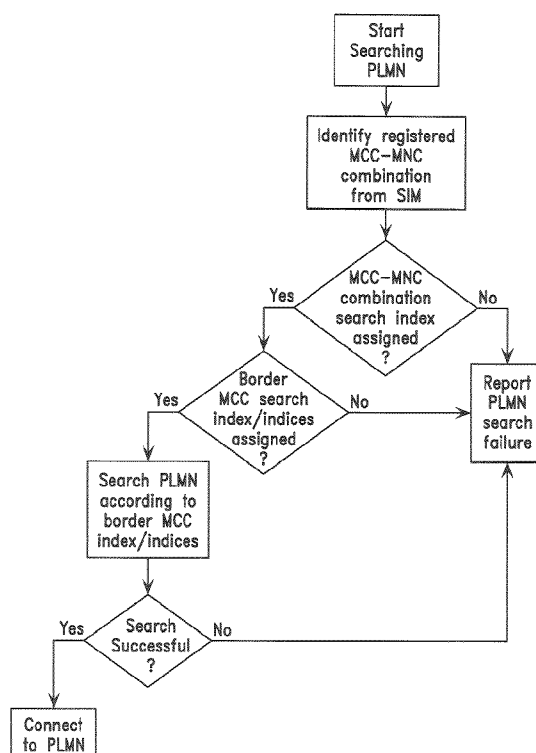 Start
Searching
PLMN
Identify registered
MCC-MNC
combination
from SIM
MCC-MNC
combination
search index
assigned
?
Yes
No
Border
MCC search
index/indices
assigned
?
Yes
No
Report
PLMN
search
failure
Search PLMN
according to
border MCC
index/indices
Search
Successful
?
Yes
No
Connect
to PLMN